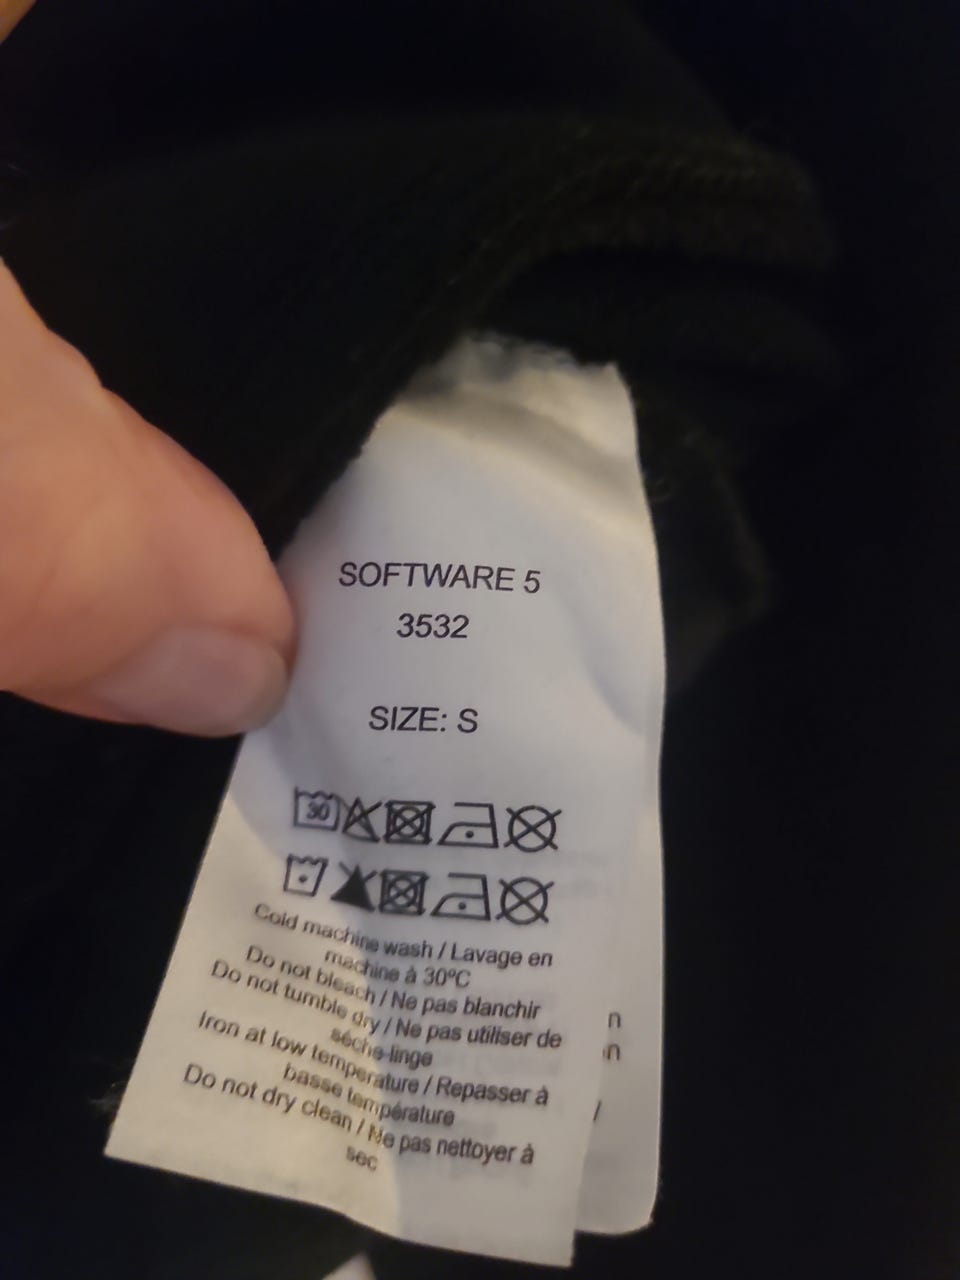 SOFTWARE 5
3532
SIZE: S
30
Cold machine wash / Lavage en
machine à 30ºC
Do not bleach / Ne pas blanchir
Do not tumble dry / Ne pas utiliser de
sèche-linge
Iron at low temperature / Repasser à
basse température
Do not dry clean / Ne pas nettoyer à
sec
n
n
/